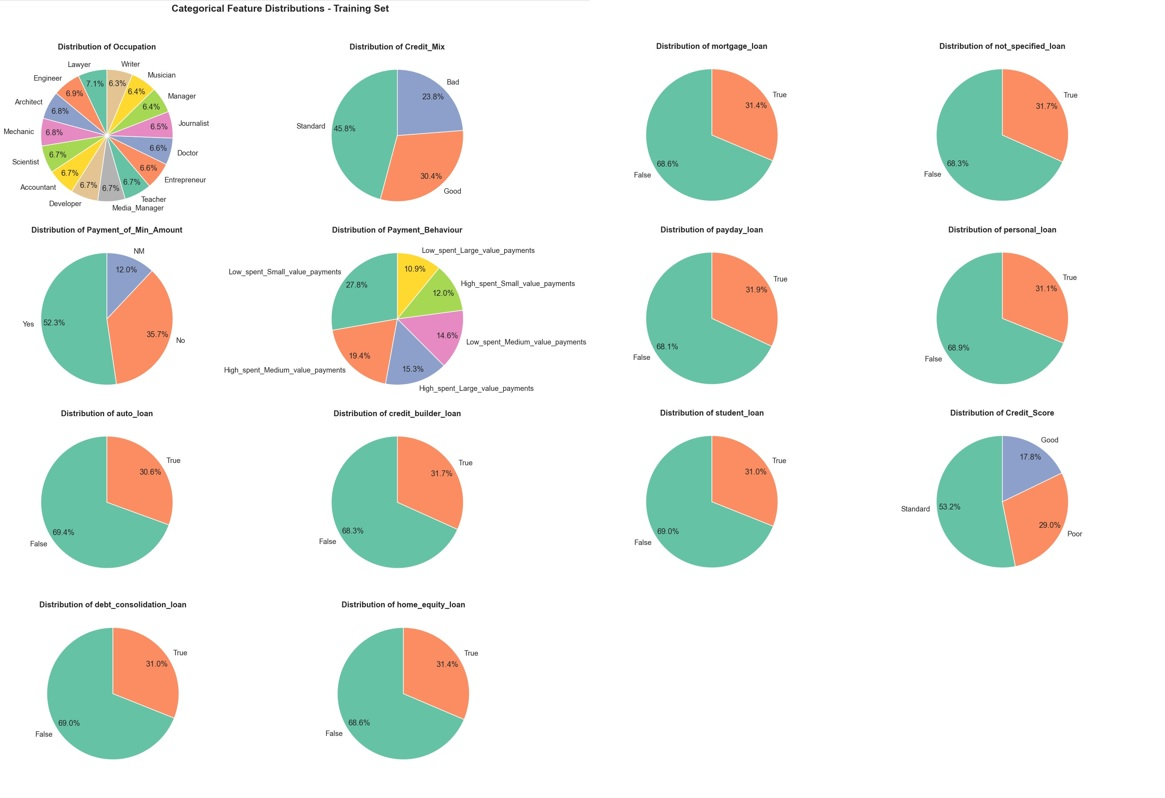 Categorical Feature Distributions - Training Set
Distribution of Occupation
Lawyer
Writer
Engineer
Musician
Architect
Manager
Mechanic
Journalist
Scientist
Doctor
Accountant
Entrepreneur
Developer
Teacher
Media_Manager
7.1%
6.3%
6.9%
6.4%
6.8%
6.4%
6.8%
6.5%
6.7%
6.6%
6.7%
6.6%
6.7%
6.7%
6.7%
Distribution of Credit_Mix
Bad
23.8%
Standard
45.8%
30.4%
Good
Distribution of mortgage_loan
True
31.4%
68.6%
False
Distribution of not_specified_loan
True
31.7%
68.3%
False
Distribution of Payment_of_Min_Amount
NM
12.0%
Yes
52.3%
35.7%
No
Distribution of Payment_Behaviour
Low_spent_Large_value_payments
10.9%
Low_spent_Small_value_payments
27.8%
High_spent_Small_value_payments
12.0%
14.6%
Low_spent_Medium_value_payments
19.4%
High_spent_Medium_value_payments
15.3%
High_spent_Large_value_payments
Distribution of payday_loan
True
31.9%
68.1%
False
Distribution of personal_loan
True
31.1%
68.9%
False
Distribution of auto_loan
True
30.6%
69.4%
False
Distribution of credit_builder_loan
True
31.7%
68.3%
False
Distribution of student_loan
True
31.0%
69.0%
False
Distribution of Credit_Score
Good
17.8%
Standard
53.2%
29.0%
Poor
Distribution of debt_consolidation_loan
True
31.0%
69.0%
False
Distribution of home_equity_loan
True
31.4%
68.6%
False